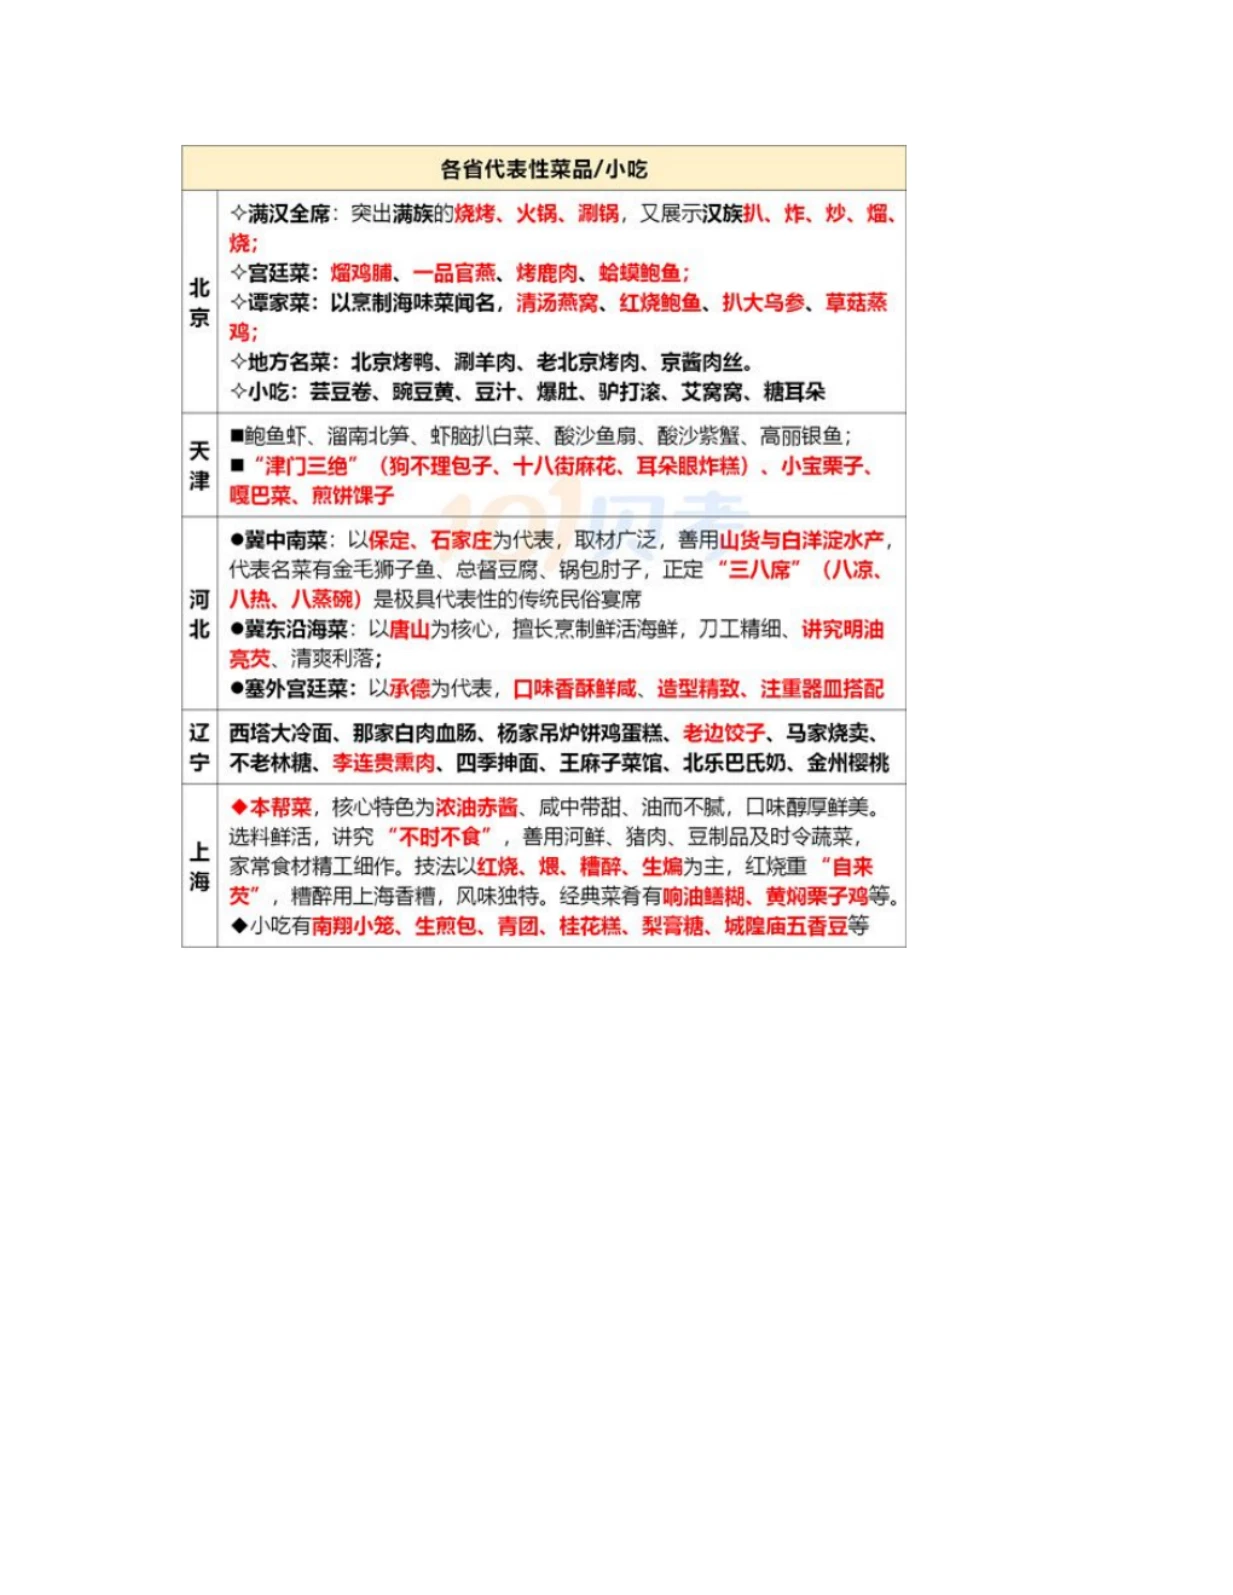 各省代表性菜品/小吃
北京
✧满汉全席：突出满族的烧烤、火锅、涮锅，又展示汉族扒、炸、炒、熘、
烧；
✧宫廷菜：熘鸡脯、一品官燕、烤鹿肉、蛤蟆鲍鱼；
✧谭家菜：以烹制海味菜闻名，清汤燕窝、红烧鲍鱼、扒大乌参、草菇蒸
鸡；
✧地方名菜：北京烤鸭、涮羊肉、老北京烤肉、京酱肉丝。
✧小吃：芸豆卷、豌豆黄、豆汁、爆肚、驴打滚、艾窝窝、糖耳朵
天津
■鲍鱼虾、溜南北笋、虾脑扒白菜、酸沙鱼扇、酸沙紫蟹、高丽银鱼；
■“津门三绝”（狗不理包子、十八街麻花、耳朵眼炸糕）、小宝栗子、
嘎巴菜、煎饼馃子
101贝考
河北
●冀中南菜：以保定、石家庄为代表，取材广泛，善用山货与白洋淀水产，
代表名菜有金毛狮子鱼、总督豆腐、锅包肘子，正定“三八席”（八凉、
八热、八蒸碗）是极具代表性的传统民俗宴席
●冀东沿海菜：以唐山为核心，擅长烹制鲜活海鲜，刀工精细、讲究明油
亮芡、清爽利落；
●塞外宫廷菜：以承德为代表，口味香酥鲜咸、造型精致、注重器皿搭配
辽宁
西塔大冷面、那家白肉血肠、杨家吊炉饼鸡蛋糕、老边饺子、马家烧卖、
不老林糖、李连贵熏肉、四季抻面、王麻子菜馆、北乐巴氏奶、金州樱桃
上海
◆本帮菜，核心特色为浓油赤酱、咸中带甜、油而不腻，口味醇厚鲜美。
选料鲜活，讲究“不时不食”，善用河鲜、猪肉、豆制品及时令蔬菜，
家常食材精工细作。技法以红烧、煨、糟醉、生煸为主，红烧重“自来
芡”，糟醉用上海香糟，风味独特。经典菜肴有响油鳝糊、黄焖栗子鸡等。
◆小吃有南翔小笼、生煎包、青团、桂花糕、梨膏糖、城隍庙五香豆等